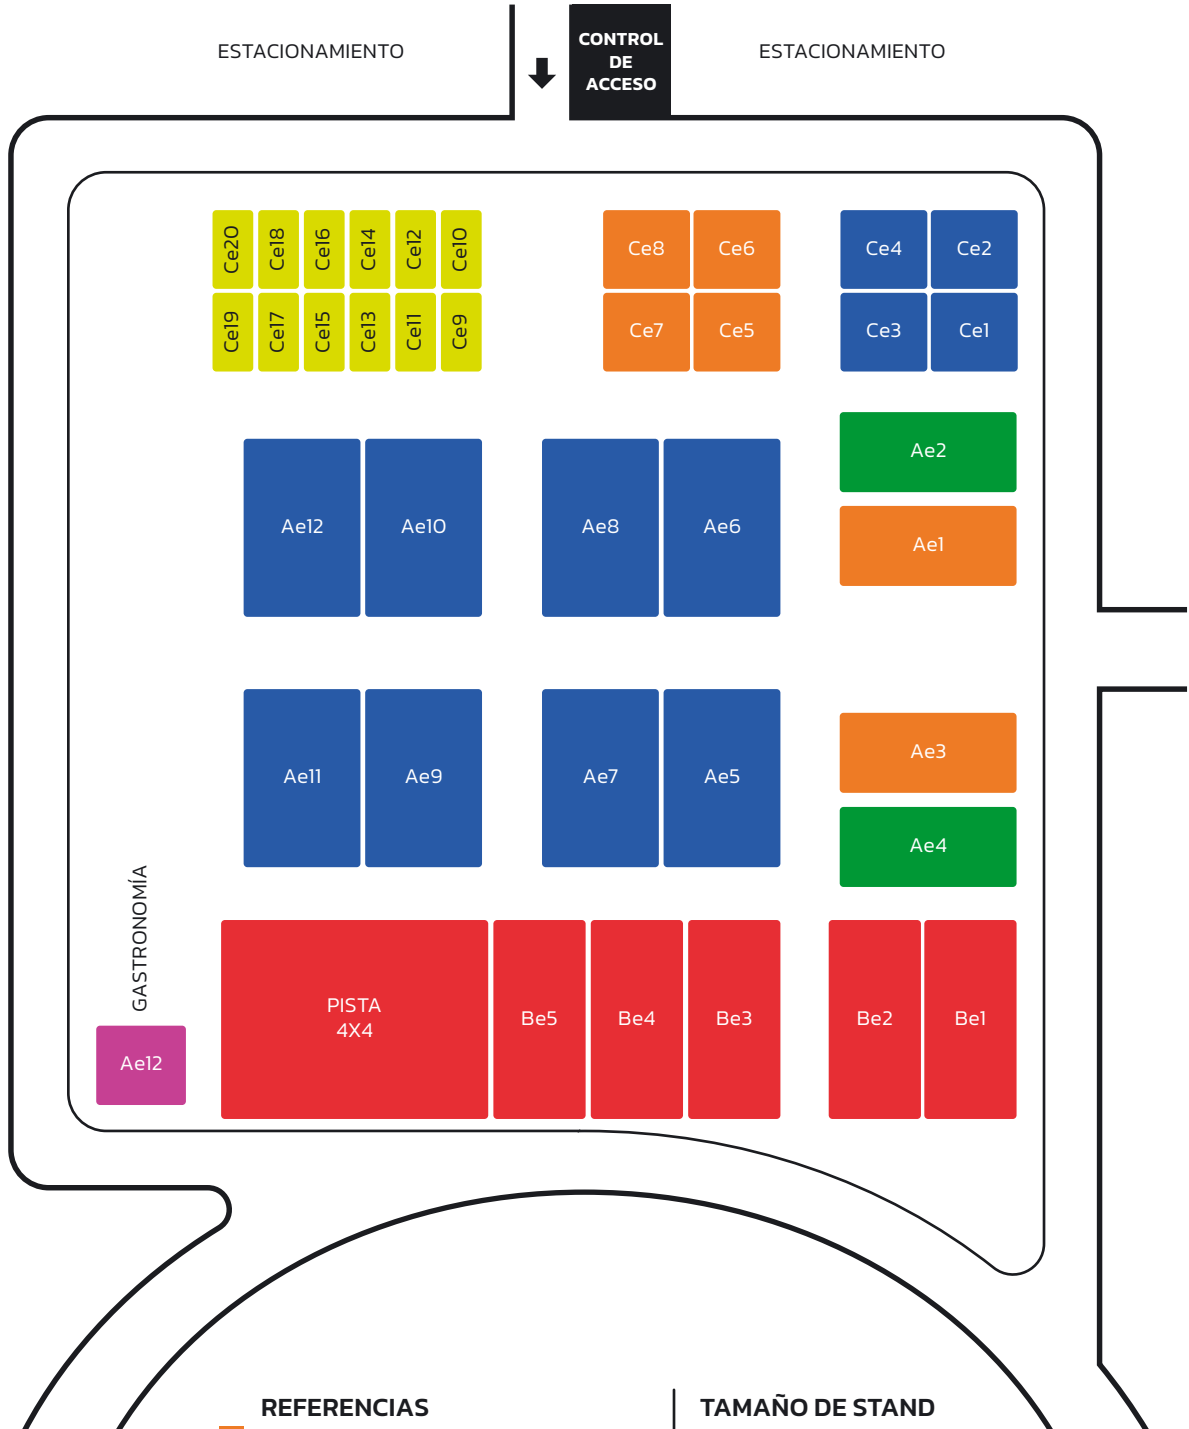 ESTACIONAMIENTO
CONTROL
DE
ACCESO
ESTACIONAMIENTO
Ce20
Ce18
Ce16
Ce14
Ce12
Ce10
Ce8
Ce6
Ce4
Ce2
Ce19
Ce17
Ce15
Ce13
Ce11
Ce9
Ce7
Ce5
Ce3
Ce1
Ae2
Ae12
Ae10
Ae8
Ae6
Ae1
Ae11
Ae9
Ae7
Ae5
Ae3
Ae4
GASTRONOMÍA
PISTA
4X4
Be5
Be4
Be3
Be2
Be1
Ae12
REFERENCIAS
TAMAÑO DE STAND